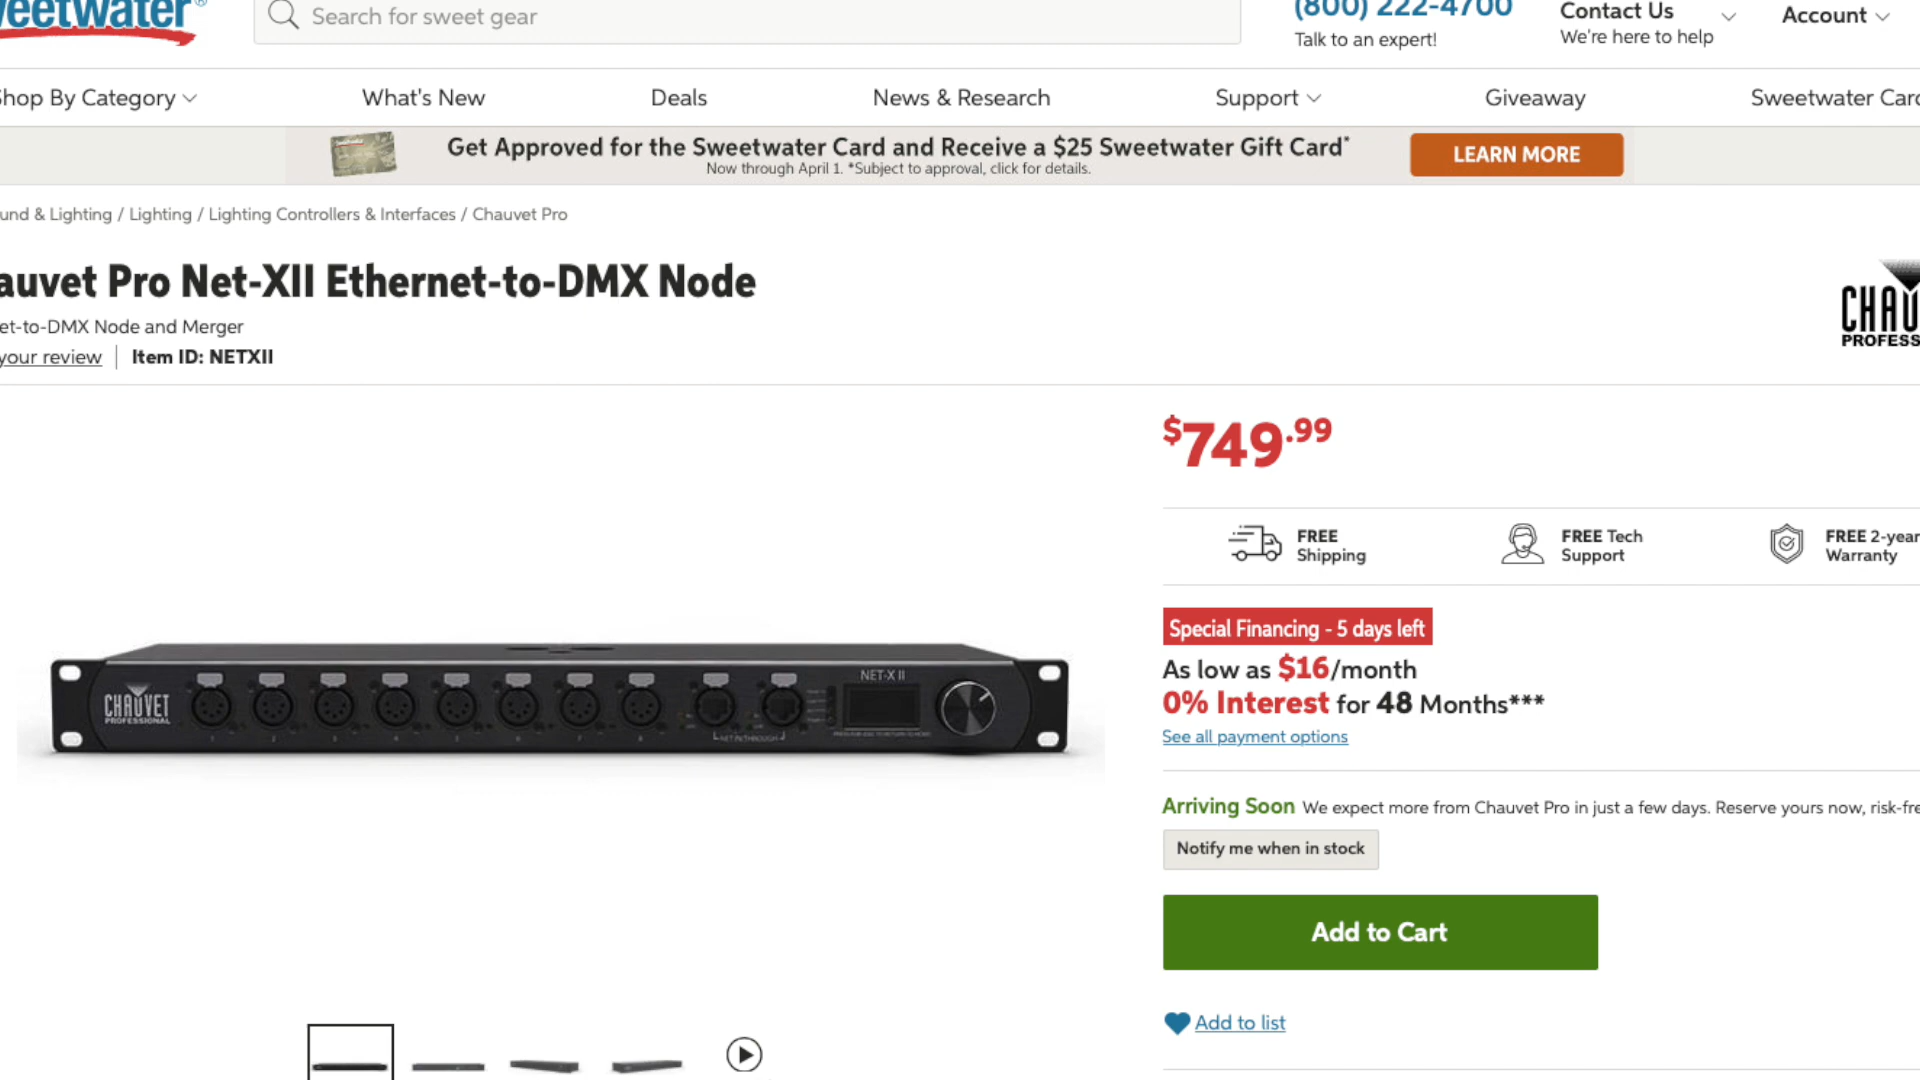 Search for sweet gear
(800) 222-4700
Talk to an expert!
Contact Us
We're here to help
Account
hop By Category
What's New
Deals
News & Research
Support
Giveaway
Sweetwater Card
Get Approved for the Sweetwater Card and Receive a $25 Sweetwater Gift Card*
Now through April 1. *Subject to approval, click for details.
LEARN MORE
und & Lighting / Lighting / Lighting Controllers & Interfaces / Chauvet Pro
auvet Pro Net-XII Ethernet-to-DMX Node
et-to-DMX Node and Merger
your review
Item ID: NETXII
CHAU
PROFESS
$749.99
FREE
Shipping
FREE Tech
Support
FREE 2-year
Warranty
Special Financing - 5 days left
As low as $16/month
0% Interest for 48 Months***
See all payment options
Arriving Soon We expect more from Chauvet Pro in just a few days. Reserve yours now, risk-fre
Notify me when in stock
Add to Cart
Add to list
CHAUVET
PROFESSIONAL
NET-X II